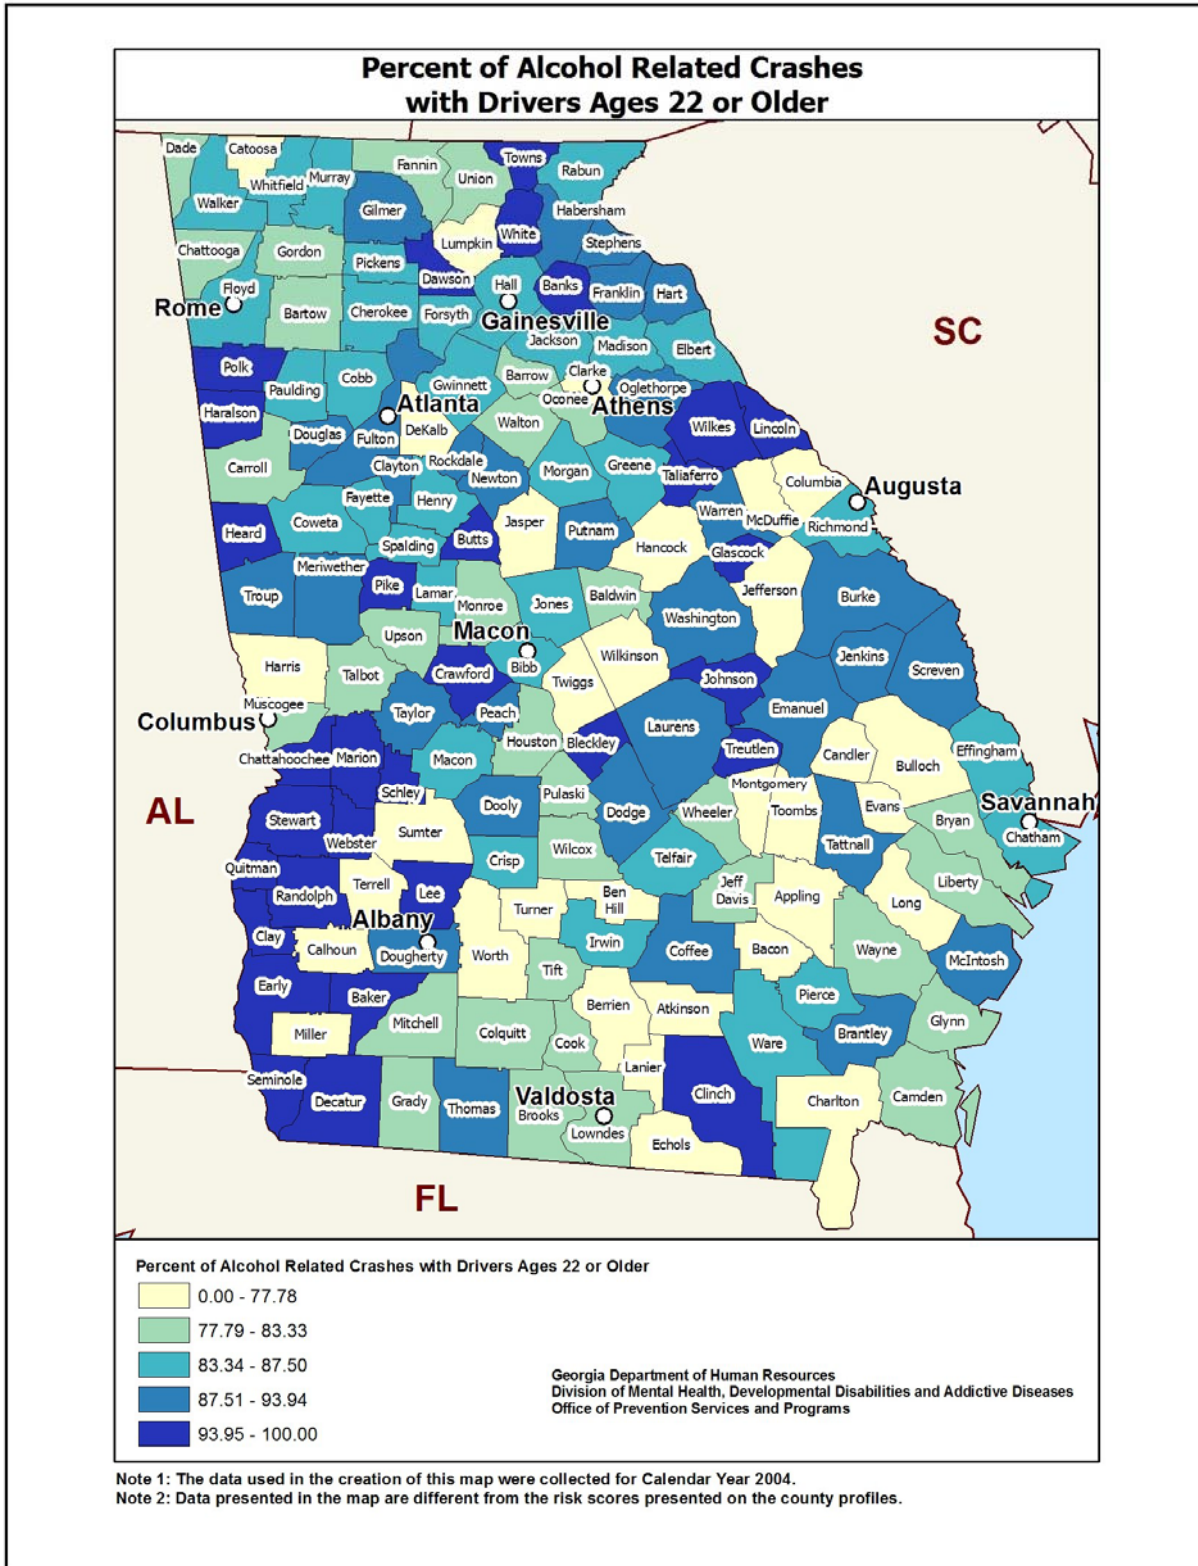 Percent of Alcohol Related Crashes
with Drivers Ages 22 or Older
Dade
Catoosa
Fannin
Towns
Union
Rabun
Whitfield
Murray
Walker
Gilmer
Habersham
White
Lumpkin
Stephens
Chattooga
Gordon
Pickens
Dawson
Hall
Banks
Franklin
Hart
Floyd
Rome
Bartow
Cherokee
Forsyth
Gainesville
Jackson
Madison
Elbert
SC
Polk
Paulding
Cobb
Gwinnett
Barrow
Clarke
Oglethorpe
Oconee
Athens
Atlanta
Haralson
DeKalb
Walton
Wilkes
Lincoln
Douglas
Fulton
Carroll
Clayton
Rockdale
Newton
Morgan
Greene
Taliaferro
Columbia
Augusta
Fayette
Henry
Heard
Coweta
Spalding
Butts
Jasper
Putnam
Hancock
Warren
McDuffie
Richmond
Glascock
Meriwether
Troup
Pike
Lamar
Monroe
Jones
Baldwin
Jefferson
Washington
Burke
Upson
Macon
Bibb
Harris
Talbot
Crawford
Twiggs
Wilkinson
Johnson
Jenkins
Screven
Muscogee
Columbus
Taylor
Peach
Emanuel
Laurens
Houston
Bleckley
Treutlen
Chattahoochee
Marion
Macon
Candler
Bulloch
Effingham
Schley
AL
Stewart
Webster
Sumter
Dooly
Pulaski
Dodge
Wheeler
Montgomery
Toombs
Evans
Savannah
Bryan
Chatham
Tattnall
Quitman
Randolph
Terrell
Lee
Crisp
Wilcox
Telfair
Jeff
Davis
Appling
Long
Liberty
Ben
Hill
Turner
Albany
Clay
Calhoun
Dougherty
Worth
Irwin
Coffee
Bacon
Wayne
McIntosh
Tift
Early
Baker
Berrien
Atkinson
Pierce
Miller
Mitchell
Colquitt
Cook
Ware
Brantley
Glynn
Seminole
Decatur
Grady
Thomas
Valdosta
Brooks
Lowndes
Lanier
Clinch
Charlton
Camden
Echols
FL
Percent of Alcohol Related Crashes with Drivers Ages 22 or Older
0.00 - 77.78
77.79 - 83.33
83.34 - 87.50
87.51 - 93.94
93.95 - 100.00
Georgia Department of Human Resources
Division of Mental Health, Developmental Disabilities and Addictive Diseases
Office of Prevention Services and Programs
Note 1: The data used in the creation of this map were collected for Calendar Year 2004.
Note 2: Data presented in the map are different from the risk scores presented on the county profiles.